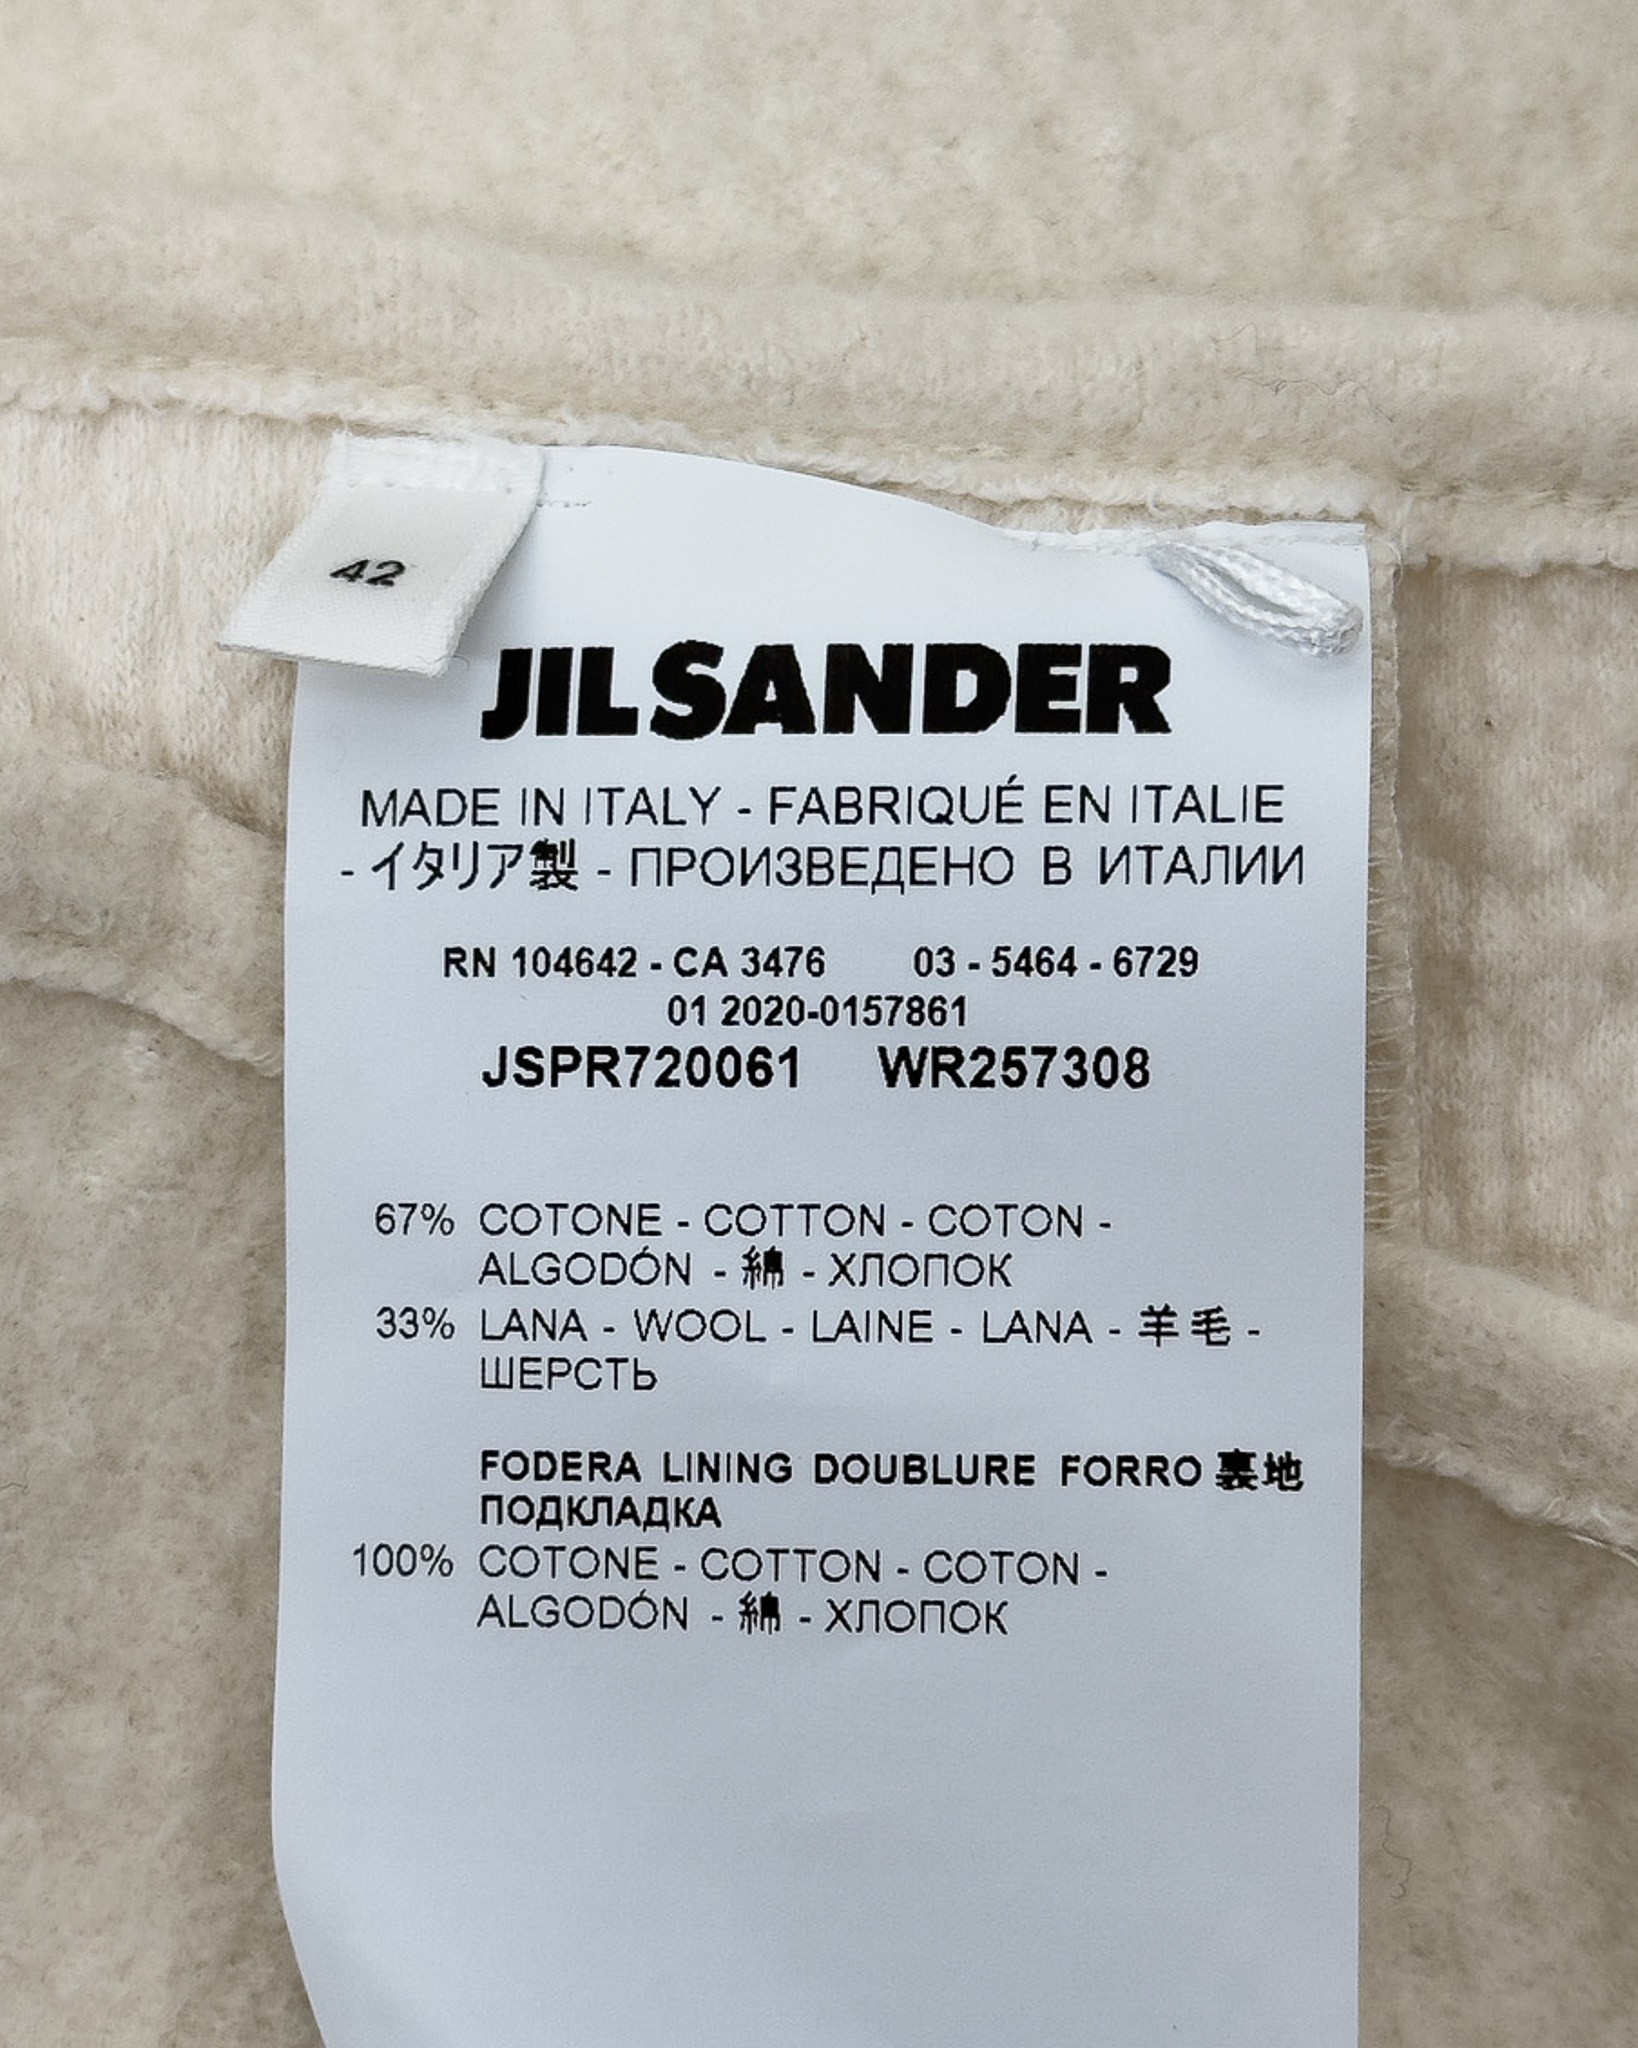 42
JIL SANDER
MADE IN ITALY - FABRIQUÉ EN ITALIE
- イタリア製 - ПРОИЗВЕДЕНО В ИТАЛИИ
RN 104642 - CA 3476 03 - 5464 - 6729
01 2020-0157861
JSPR720061 WR257308
67% COTONE - COTTON - COTON -
ALGODÓN - 綿 - ХЛОПОК
33% LANA - WOOL - LAINE - LANA - 羊毛 -
ШЕРСТЬ
FODERA LINING DOUBLURE FORRO 裏地
ПОДКЛАДКА
100% COTONE - COTTON - COTON -
ALGODÓN - 綿 - ХЛОПОК